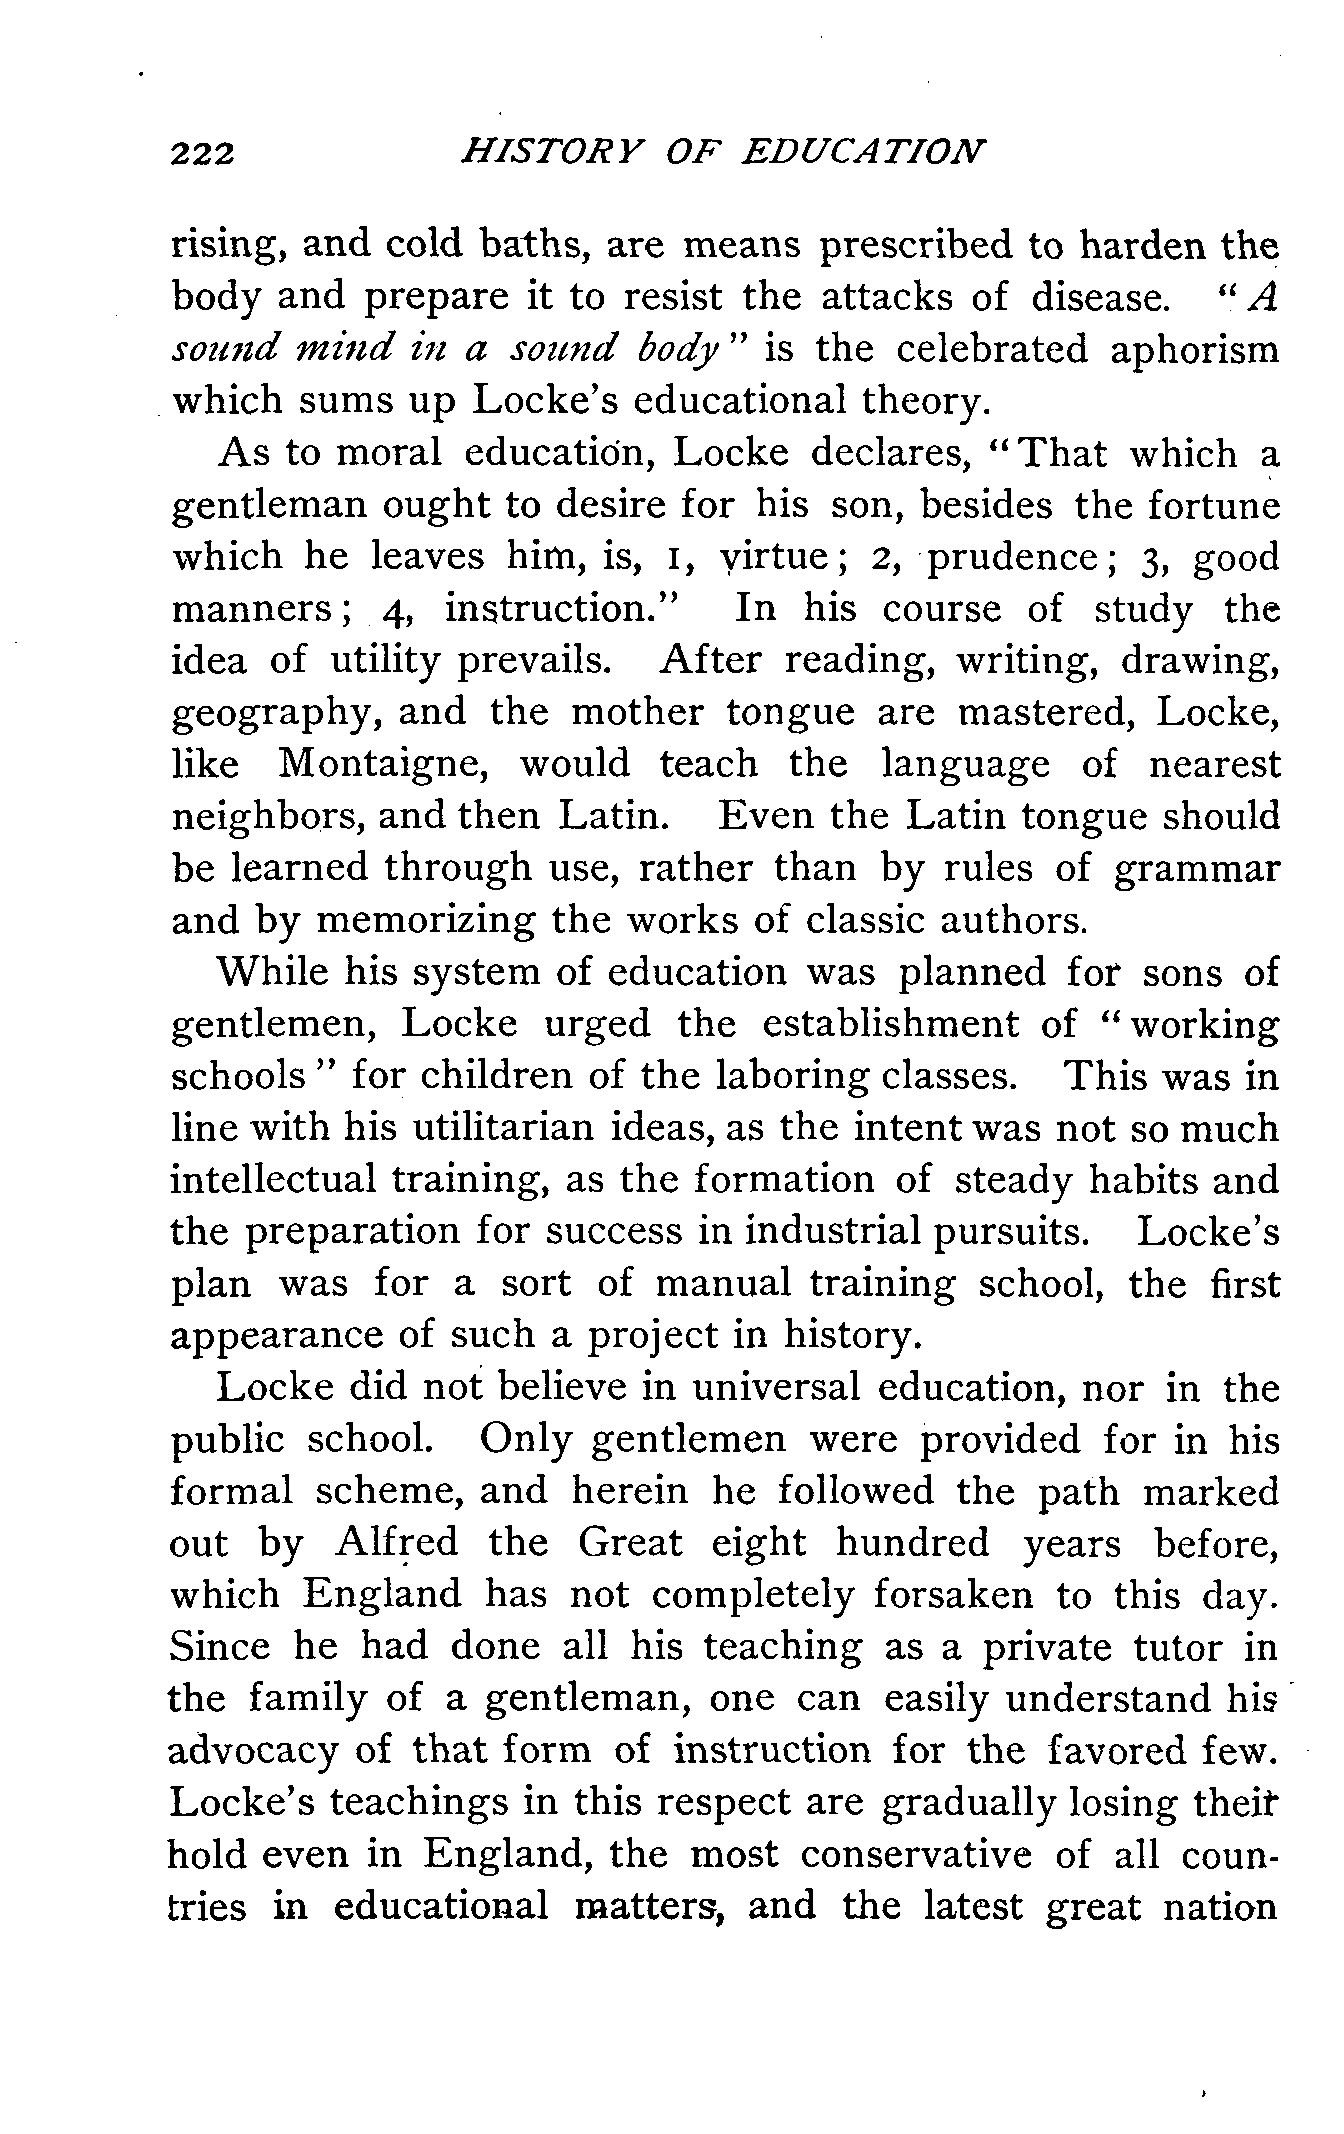 222 HISTORY OF EDUCATION
rising, and cold baths, are means prescribed to harden the
body and prepare it to resist the attacks of disease. "A
sound mind in a sound body" is the celebrated aphorism
which sums up Locke's educational theory.
As to moral education, Locke declares, "That which a
gentleman ought to desire for his son, besides the fortune
which he leaves him, is, 1, virtue; 2, prudence; 3, good
manners; 4, instruction." In his course of study the
idea of utility prevails. After reading, writing, drawing,
geography, and the mother tongue are mastered, Locke,
like Montaigne, would teach the language of nearest
neighbors, and then Latin. Even the Latin tongue should
be learned through use, rather than by rules of grammar
and by memorizing the works of classic authors.
While his system of education was planned for sons of
gentlemen, Locke urged the establishment of "working
schools" for children of the laboring classes. This was in
line with his utilitarian ideas, as the intent was not so much
intellectual training, as the formation of steady habits and
the preparation for success in industrial pursuits. Locke's
plan was for a sort of manual training school, the first
appearance of such a project in history.
Locke did not believe in universal education, nor in the
public school. Only gentlemen were provided for in his
formal scheme, and herein he followed the path marked
out by Alfred the Great eight hundred years before,
which England has not completely forsaken to this day.
Since he had done all his teaching as a private tutor in
the family of a gentleman, one can easily understand his
advocacy of that form of instruction for the favored few.
Locke's teachings in this respect are gradually losing their
hold even in England, the most conservative of all coun-
tries in educational matters, and the latest great nation